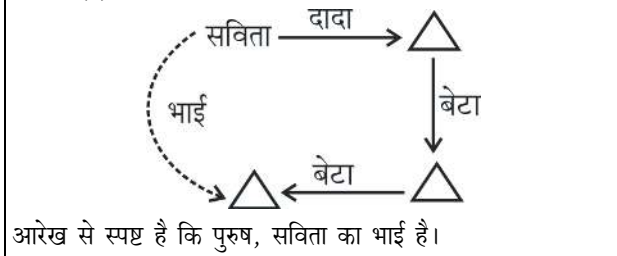 सविता दादा
भाई
बेटा
बेटा
आरेख से स्पष्ट है कि पुरुष, सविता का भाई है।